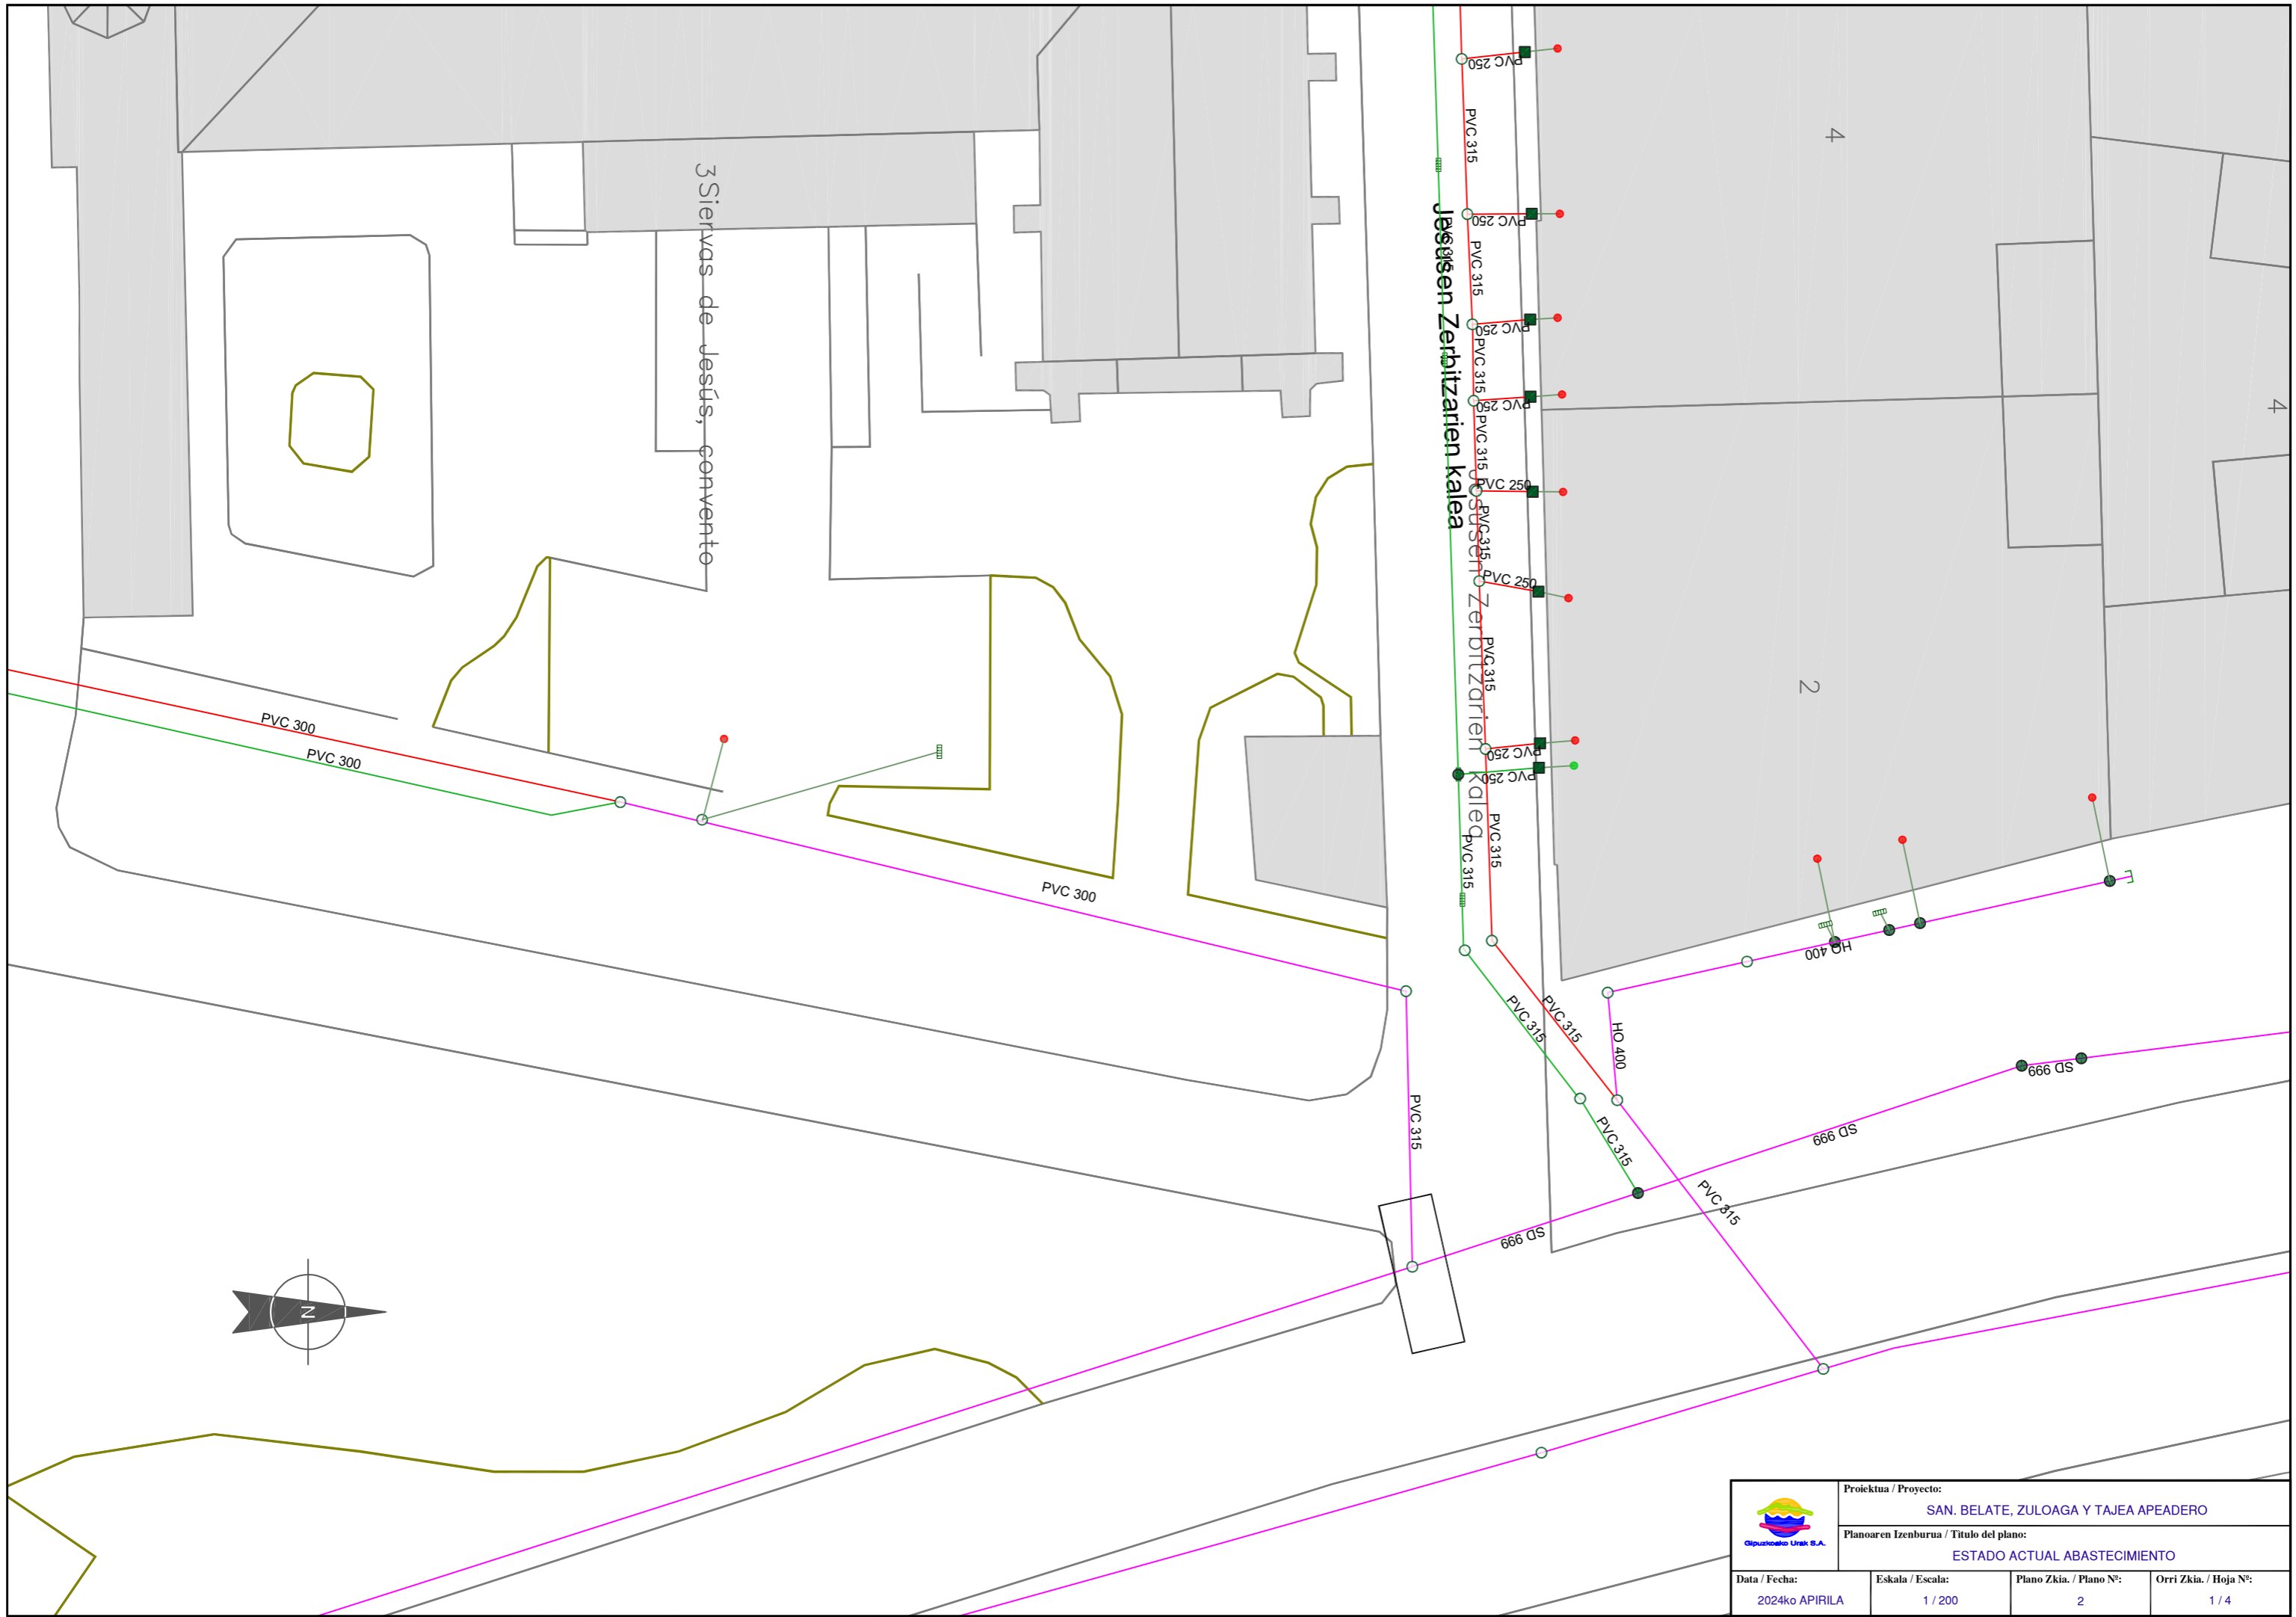 PVC 250
PVC 315
4
3 Siervas de Jesús, convento
PVC 250
Jesusen Zerbitzarien kalea
PVC 315
PVC 315
PVC 250
PVC 315
PVC 250
4
PVC 315
PVC 250
Jesusen Zerbitzarien kalea
PVC 315
PVC 250
PVC 315
2
PVC 300
PVC 300
PVC 250
PVC 250
PVC 315
PVC 315
PVC 300
HO 400
PVC 315
PVC 315
HO 400
SD 999
PVC 315
PVC 315
SD 999
PVC 315
SD 999
N
Gipuzkoako Urak S.A.
Proiektua / Proyecto:
SAN. BELATE, ZULOAGA Y TAJEA APEADERO
Planoaren Izenburua / Titulo del plano:
ESTADO ACTUAL ABASTECIMIENTO
Data / Fecha:
2024ko APIRILA
Eskala / Escala:
1 / 200
Plano Zkia. / Plano Nº:
2
Orri Zkia. / Hoja Nº:
1 / 4